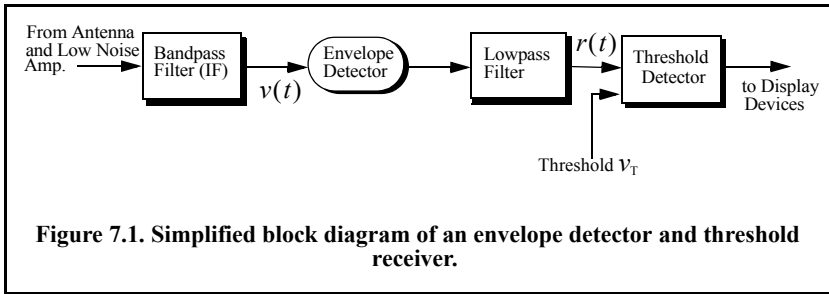 From Antenna
and Low Noise
Amp.
Bandpass
Filter (IF)
v(t)
Envelope
Detector
Lowpass
Filter
r(t)
Threshold
Detector
to Display
Devices
Threshold v_T
Figure 7.1. Simplified block diagram of an envelope detector and threshold
receiver.